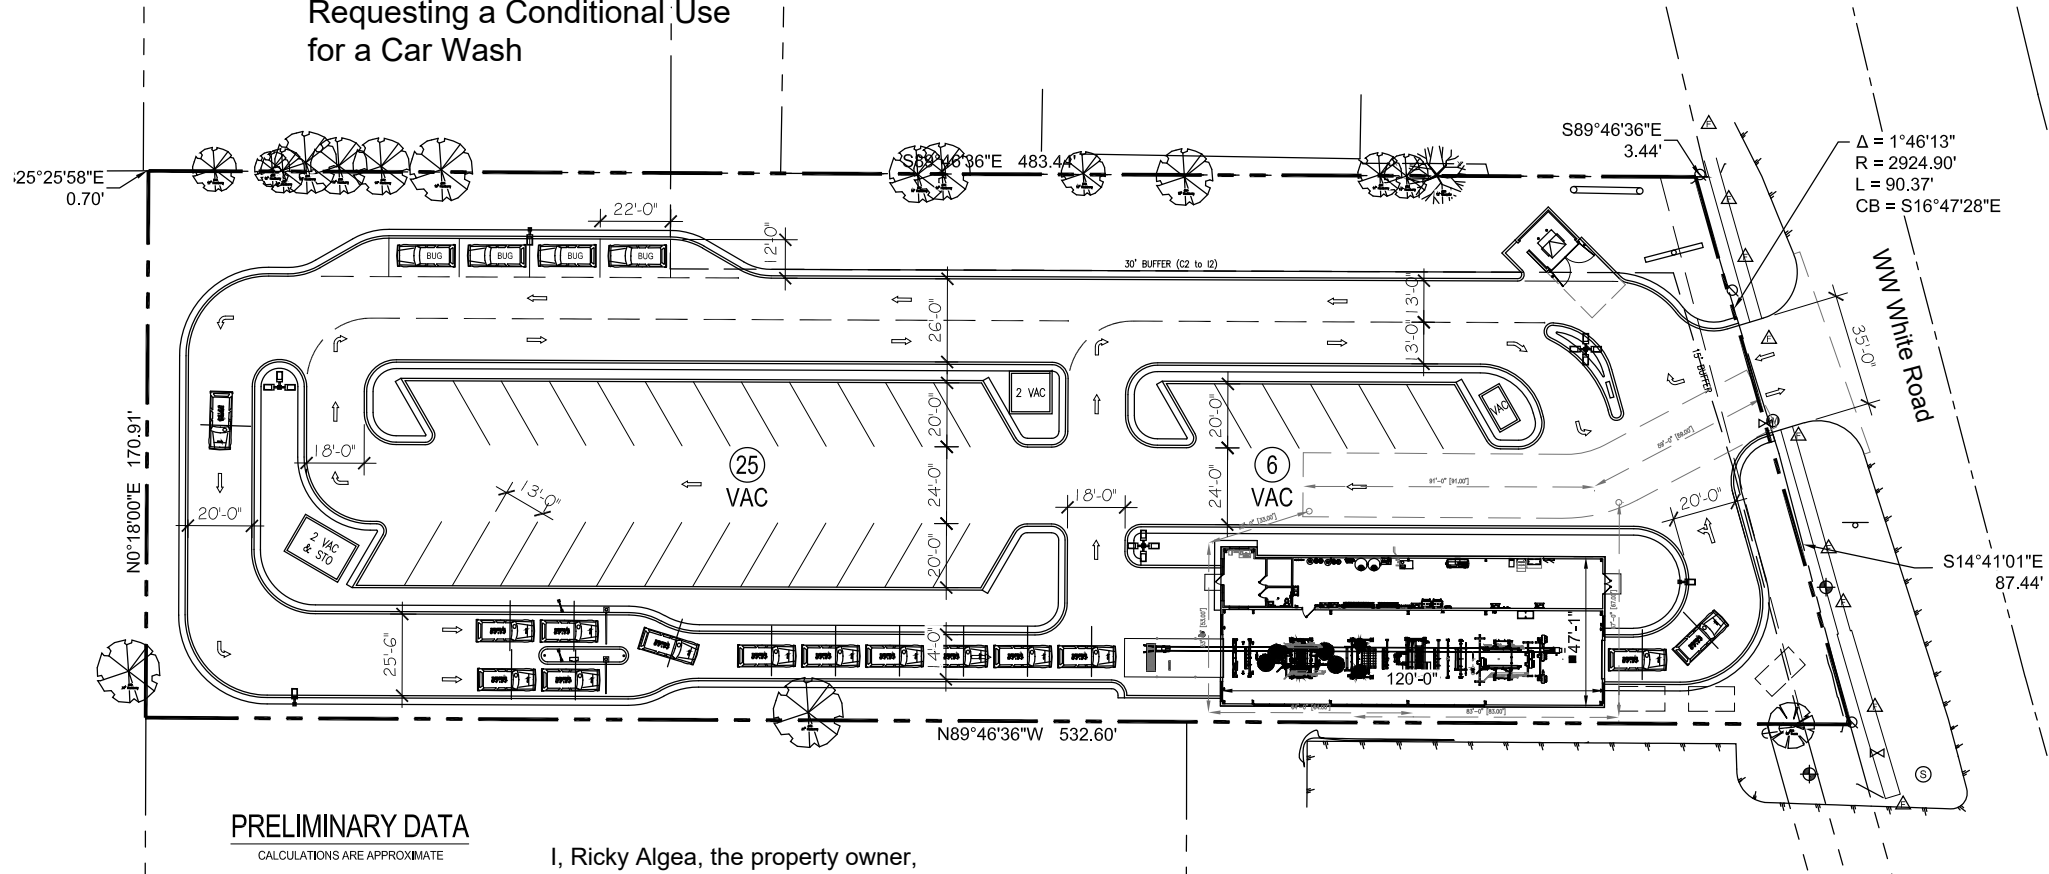 Requesting a Conditional Use
for a Car Wash
S89°46'36"E
3.44'
Δ = 1°46'13"
R = 2924.90'
L = 90.37'
CB = S16°47'28"E
S89°46'36"E 483.44'
S25°25'58"E
0.70'
22'-0"
12'-0"
BUG
BUG
BUG
BUG
30' BUFFER (C2 to I2)
WW White Road
26'-0"
13'-0"
13'-0"
35'-0"
15' BUFFER
2 VAC
VAC
N0°18'00"E 170.91'
20'-0"
20'-0"
18'-0"
25
VAC
6
VAC
13'-0"
24'-0"
24'-0"
18'-0"
20'-0"
20'-0"
2 VAC
& STO
20'-0"
S14°41'01"E
87.44'
25'-6"
14'-0"
47'-1"
120'-0"
N89°46'36"W 532.60'
S
PRELIMINARY DATA
CALCULATIONS ARE APPROXIMATE
I, Ricky Algea, the property owner,